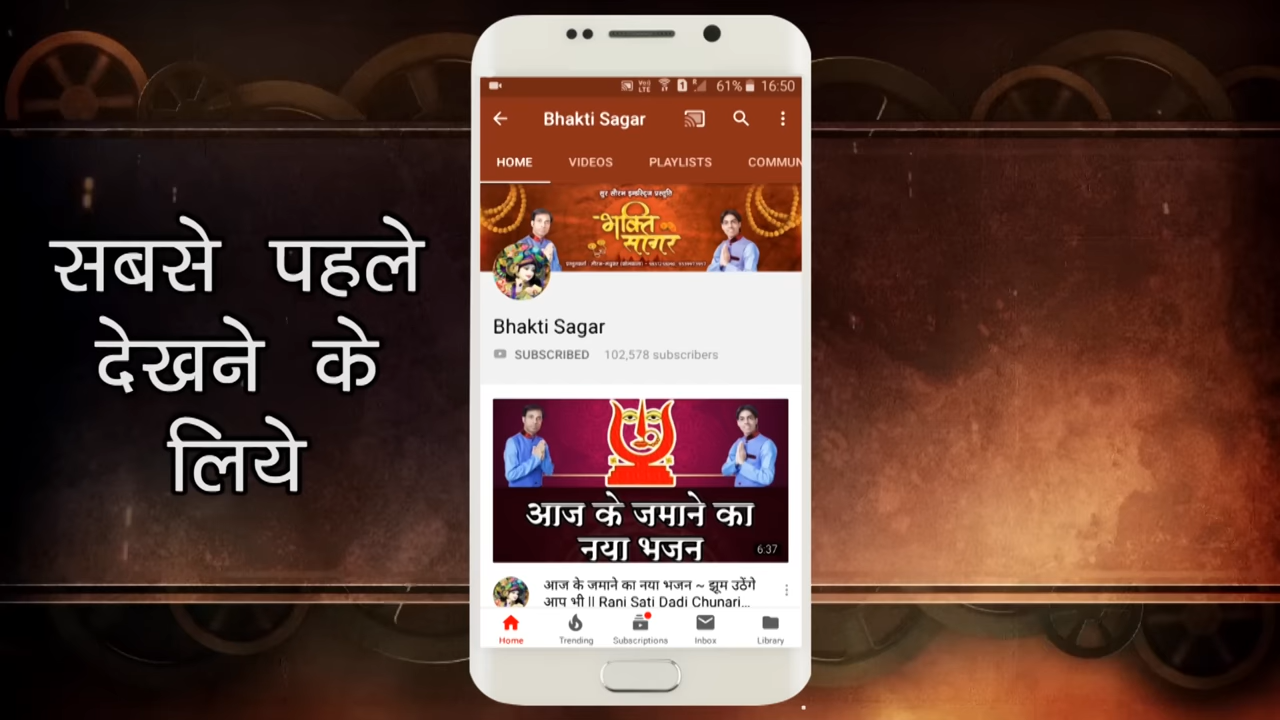 सबसे पहले
देखने के
लिये
61% 16:50
Bhakti Sagar
HOME VIDEOS PLAYLISTS COMMUN
भक्ति
सागर
Bhakti Sagar
SUBSCRIBED 102,578 subscribers
आज के जमाने का
नया भजन
6:37
आज के जमाने का नया भजन ~ झूम उठेंगे
आप भी || Rani Sati Dadi Chunari...
Home Trending Subscriptions Inbox Library